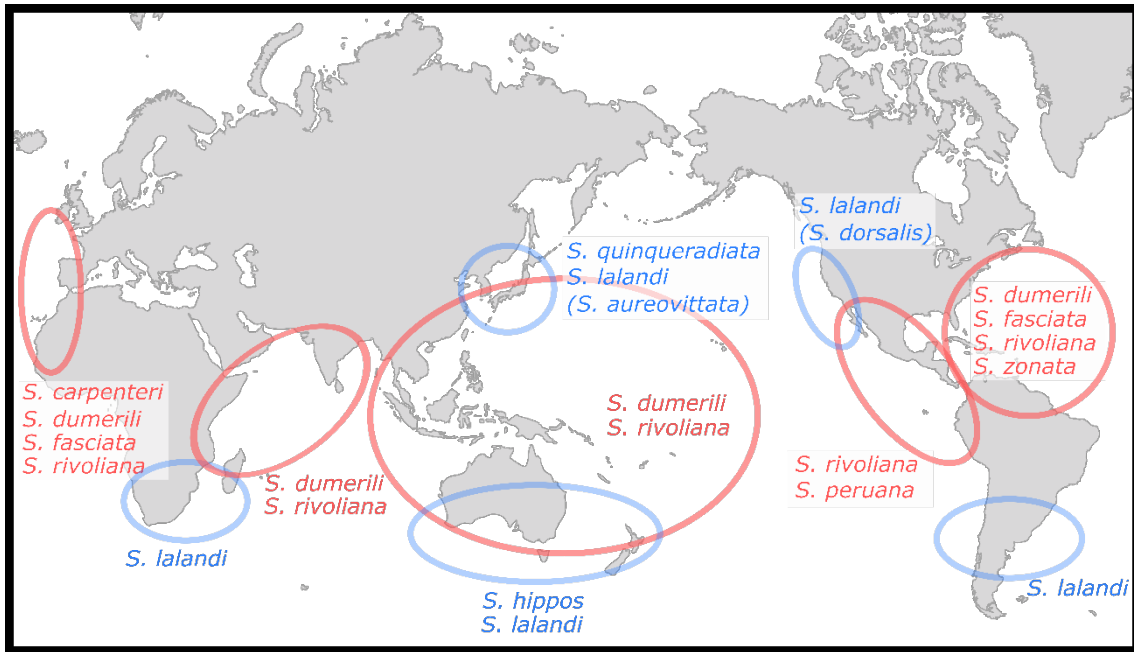 S. lalandi
(S. dorsalis)
S. quinqueradiata
S. lalandi
(S. aureovittata)
S. dumerili
S. fasciata
S. rivoliana
S. zonata
S. carpenteri
S. dumerili
S. fasciata
S. rivoliana
S. dumerili
S. rivoliana
S. rivoliana
S. peruana
S. dumerili
S. rivoliana
S. lalandi
S. hippos
S. lalandi
S. lalandi